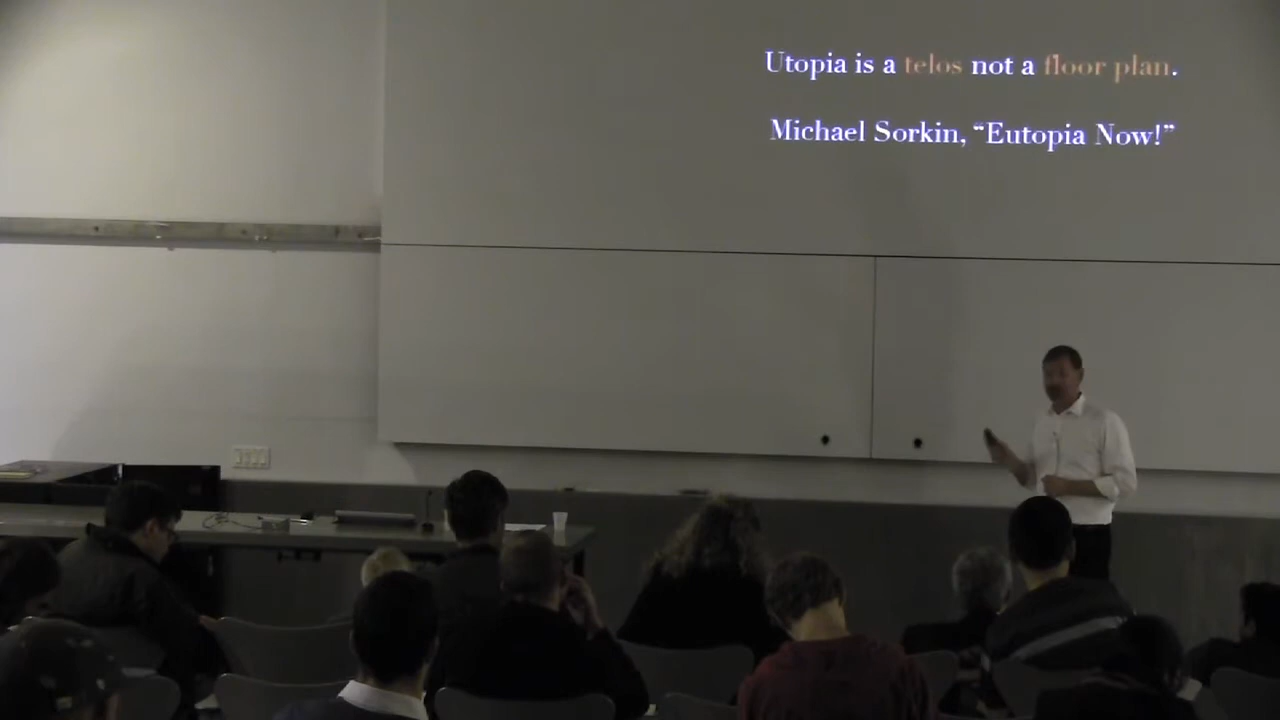 Utopia is a telos not a floor plan.
Michael Sorkin, “Eutopia Now!”